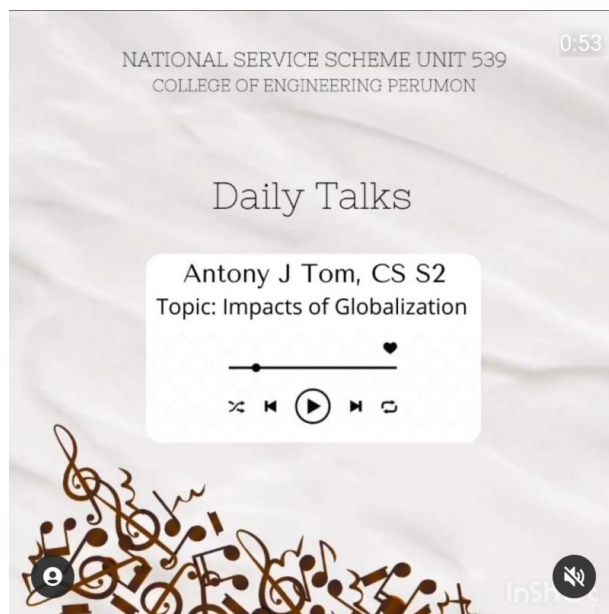 0:53
NATIONAL SERVICE SCHEME UNIT 539
COLLEGE OF ENGINEERING PERUMON
Daily Talks
Antony J Tom, CS S2
Topic: Impacts of Globalization